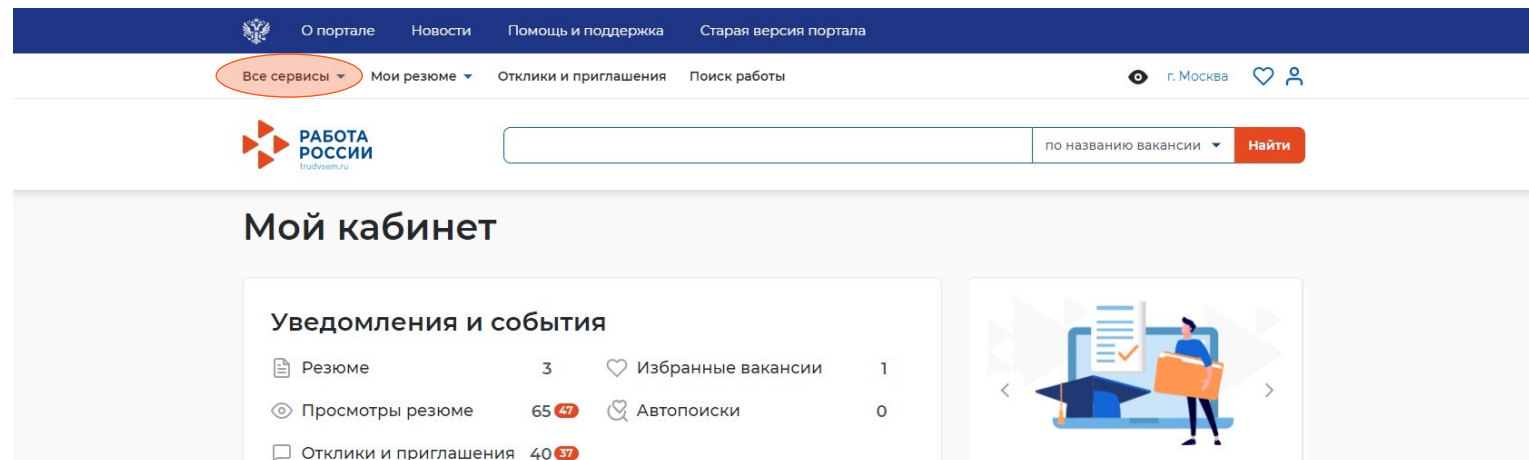 О портале Новости Помощь и поддержка Старая версия портала
Все сервисы Мои резюме Отклики и приглашения Поиск работы г. Москва
РАБОТА
РОССИИ
trudvsem.ru
по названию вакансии Найти
Мой кабинет
Уведомления и события
Резюме 3 Избранные вакансии 1
Просмотры резюме 65 47 Автопоиски 0
Отклики и приглашения 40 37